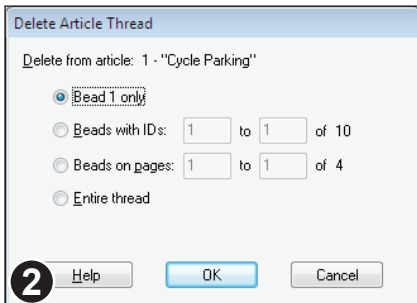 Delete Article Thread
Delete from article: 1 - "Cycle Parking"
Bead 1 only
Beads with IDs: 1 to 1 of 10
Beads on pages: 1 to 1 of 4
Entire thread
2 Help OK Cancel